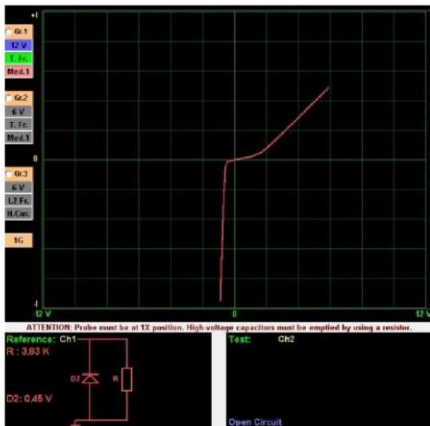 +I
Gr.1
12 V
T. Fr.
Med.1
Gr.2
6 V
T. Fr.
Med.1
0
Gr.3
6 V
L2 Fr.
N.Cur.
1G
-I
-12 V
0
12 V
ATTENTION: Probe must be at 1X position. High voltage capacitors must be emptied by using a resistor.
Reference: Ch1
R : 3,83 K
D2
R
D2: 0.45 V
Test: Ch2
Open Circuit